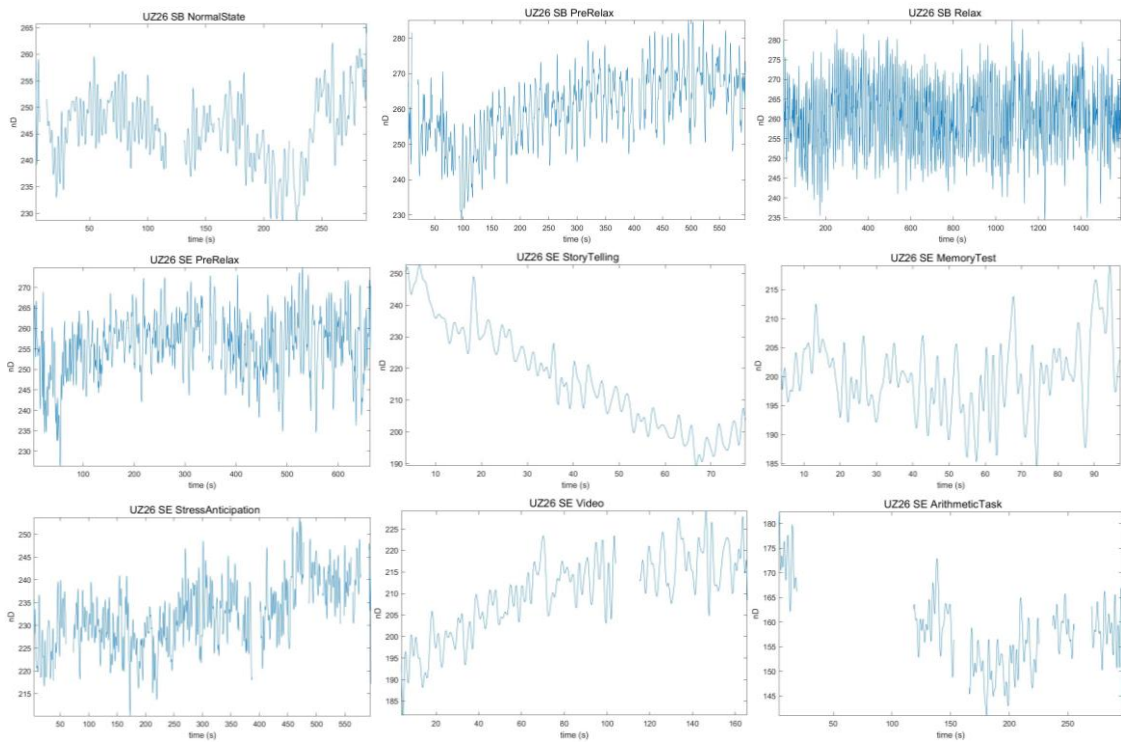 UZ26 SB NormalState
265
260
255
250
245
240
235
230
nD
50 100 150 200 250
time (s)
UZ26 SB PreRelax
280
270
260
250
240
230
nD
50 100 150 200 250 300 350 400 450 500 550
time (s)
UZ26 SB Relax
285
280
275
270
265
260
255
250
245
240
235
nD
200 400 600 800 1000 1200 1400
time (s)
UZ26 SE PreRelax
270
265
260
255
250
245
240
235
230
nD
100 200 300 400 500 600
time (s)
UZ26 SE StoryTelling
250
240
230
220
210
200
190
nD
10 20 30 40 50 60 70
time (s)
UZ26 SE MemoryTest
215
210
205
200
195
190
185
nD
10 20 30 40 50 60 70 80 90
time (s)
UZ26 SE StressAnticipation
250
245
240
235
230
225
220
215
nD
50 100 150 200 250 300 350 400 450 500 550
time (s)
UZ26 SE Video
225
220
215
210
205
200
195
190
185
nD
20 40 60 80 100 120 140 160
time (s)
UZ26 SE ArithmeticTask
180
175
170
165
160
155
150
145
nD
50 100 150 200 250
time (s)